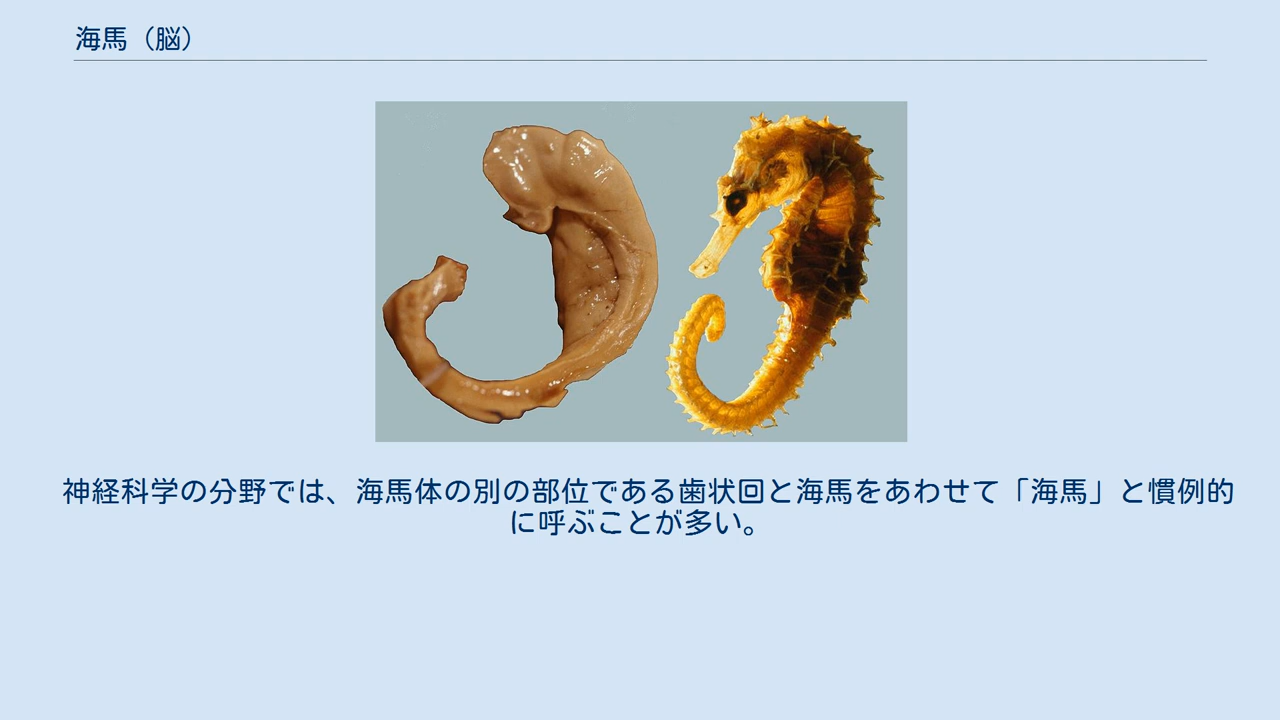 海馬（脳）
神経科学の分野では、海馬体の別の部位である歯状回と海馬をあわせて「海馬」と慣例的
に呼ぶことが多い。